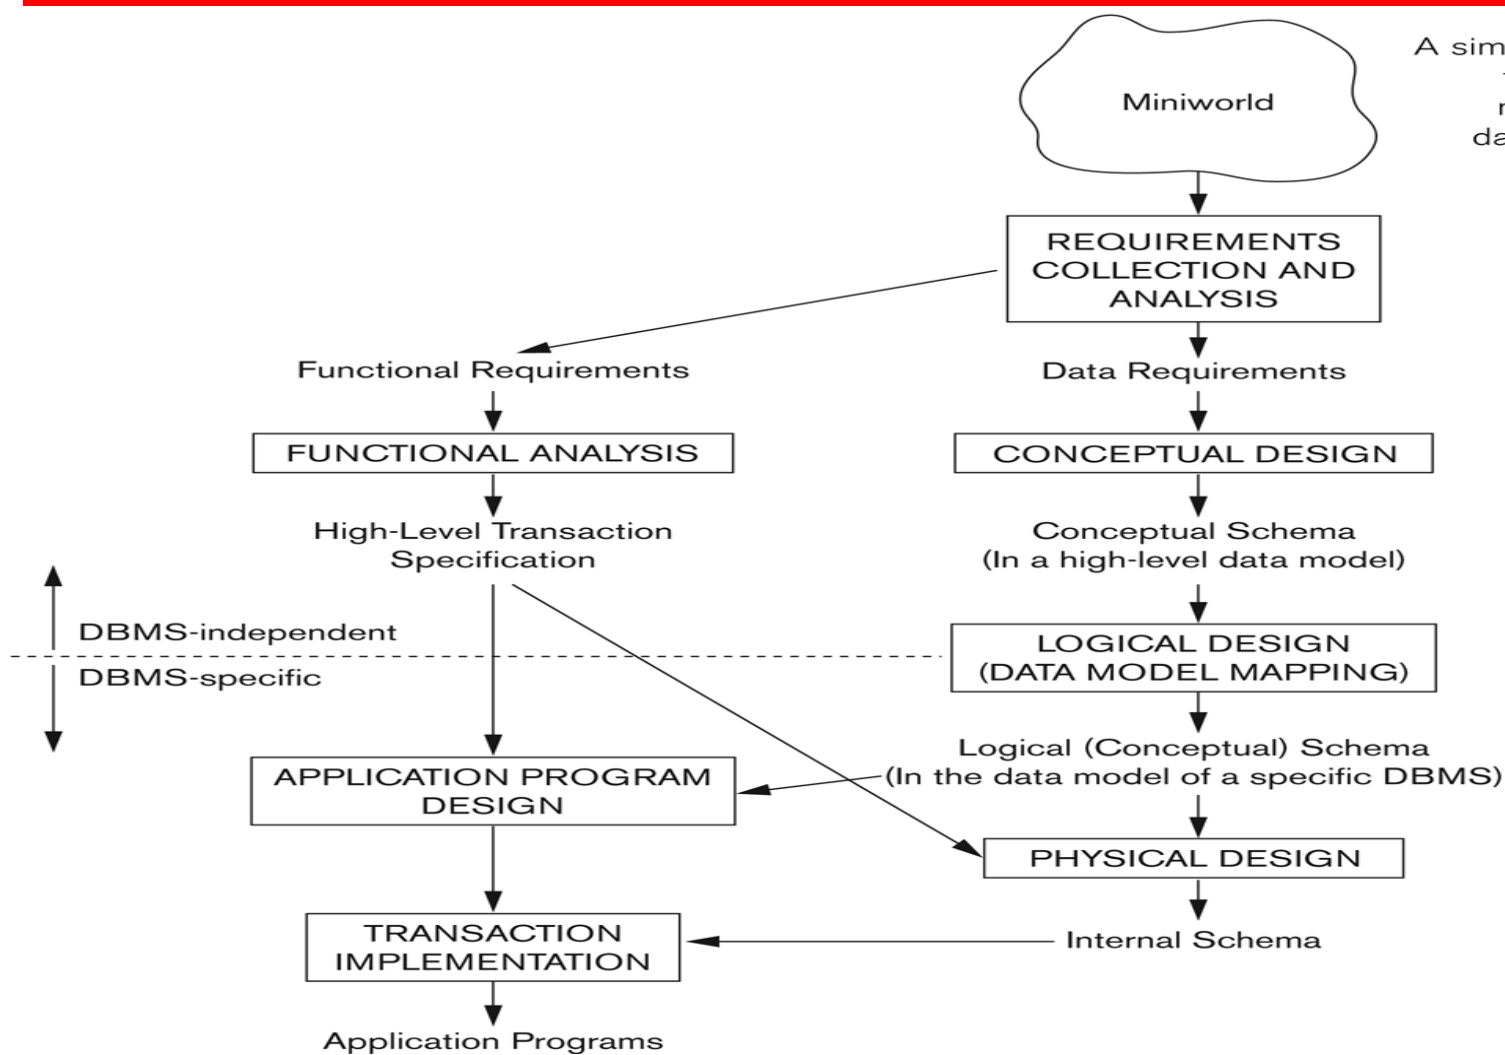 Miniworld
A sim
da
REQUIREMENTS
COLLECTION AND
ANALYSIS
Functional Requirements
Data Requirements
FUNCTIONAL ANALYSIS
CONCEPTUAL DESIGN
High-Level Transaction
Specification
Conceptual Schema
(In a high-level data model)
DBMS-independent
DBMS-specific
LOGICAL DESIGN
(DATA MODEL MAPPING)
Logical (Conceptual) Schema
(In the data model of a specific DBMS)
APPLICATION PROGRAM
DESIGN
PHYSICAL DESIGN
TRANSACTION
IMPLEMENTATION
Internal Schema
Application Programs